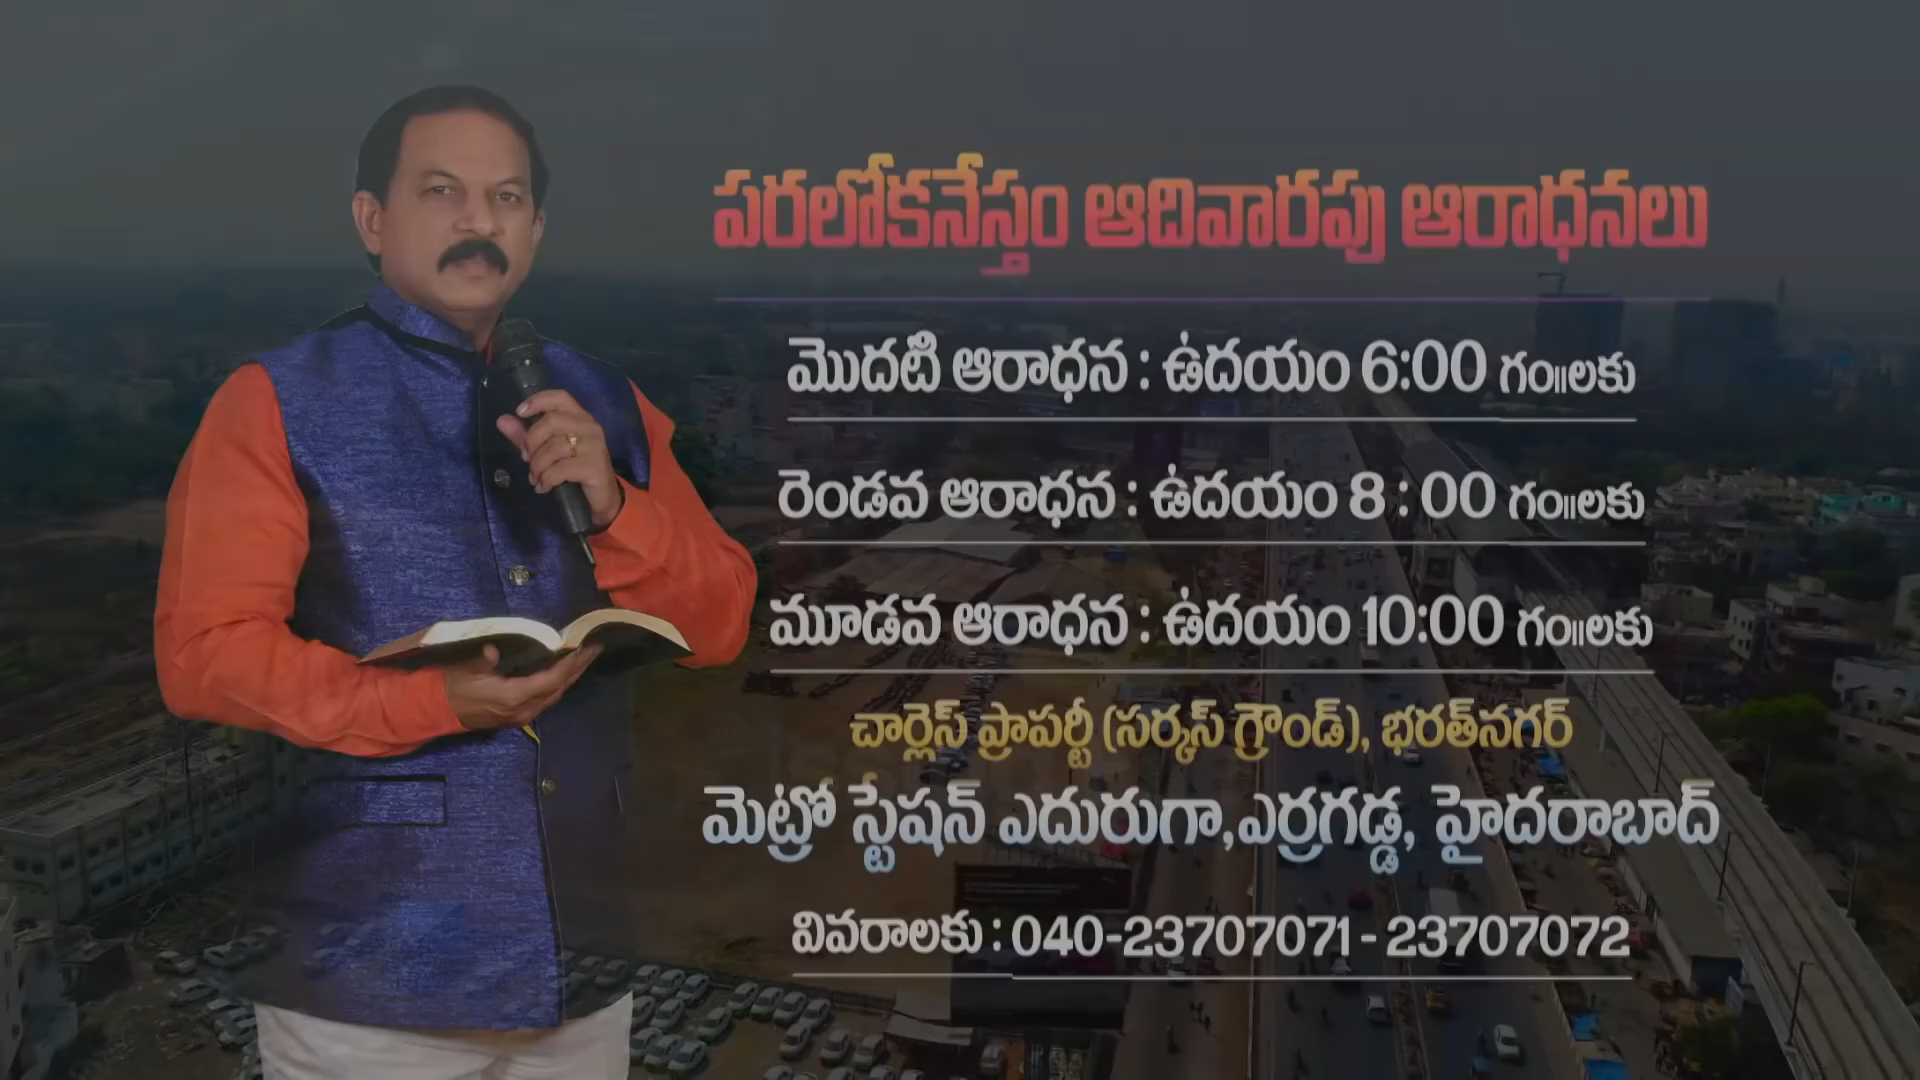 పరలోకనేస్తం ఆదివారపు ఆరాధనలు
మొదటి ఆరాధన : ఉదయం 6:00 గం॥లకు
రెండవ ఆరాధన : ఉదయం 8 : 00 గం॥లకు
మూడవ ఆరాధన : ఉదయం 10:00 గం॥లకు
చార్లెస్ ప్రాపర్టీ (సర్కస్ గ్రౌండ్), భరత్‌నగర్
మెట్రో స్టేషన్ ఎదురుగా,ఎర్రగడ్డ, హైదరాబాద్
వివరాలకు : 040-23707071 - 23707072